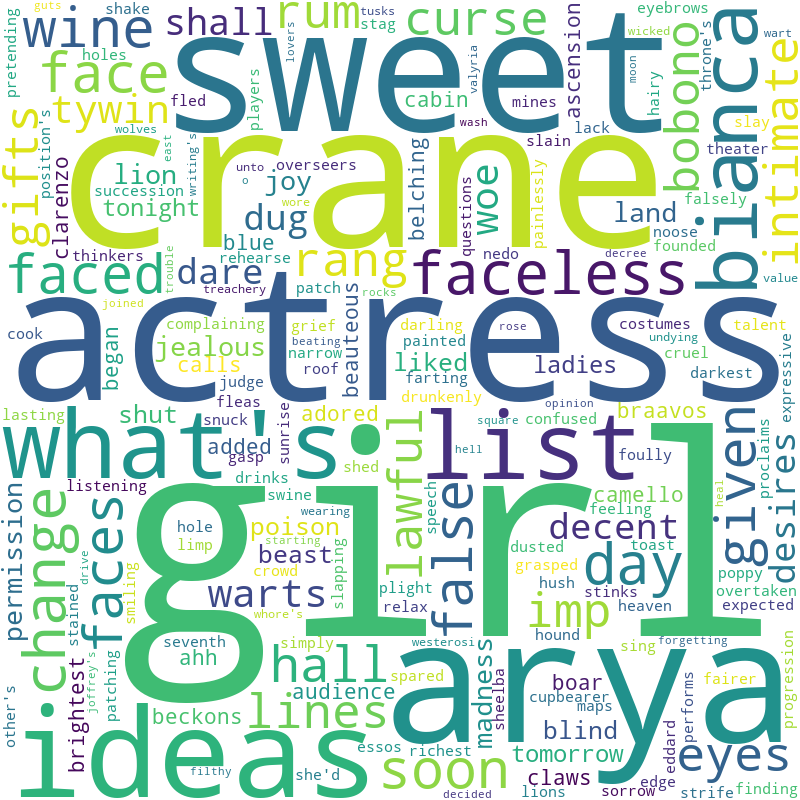 guts
shake
tusks
stag
lovers
eyebrows
wicked
wart
wine
shall
rum
curse
sweet
holes
pretending
face
fled
players
cabin
mines
ascension
valyria
moon
hairy
throne's
bianca
intimate
tywin
gifts
position's
wolves
east
writing's
wash
slain
lack
bobono
theater
slay
crane
clarenzo
lion
unto
overseers
joy
succession
tonight
o
wore
belching
woe
questions
painlessly
land
falsely
noose
founded
dug
blue
rehearse
thinkers
rang
nedo
decree
faced
dare
trouble
treachery
patch
rocks
faceless
value
joined
actress
rose
undying
cook
began
complaining
grief
narrow
beauteous
darling
painted
costumes
talent
cruel
expressive
jealous
calls
beating
liked
ladies
darkest
judge
roof
farting
fleas
drunkenly
opinion
lasting
shut
snuck
adored
square
confused
braavos
what's
added
sunrise
list
gasp
hell
foully
given
proclaims
desires
listening
drinks
shed
lawful
speech
camello
heal
permission
change
faces
swine
wearing
false
feeling
decent
hole
poison
starting
girl
day
limp
crowd
beast
slapping
dusted
toast
poppy
drive
smiling
stained
warts
plight
grasped
overtaken
relax
hush
stinks
expected
whore's
imp
heaven
seventh
simply
westerosi
hound
forgetting
ahh
hall
arya
sing
other's
joffrey's
patching
brightest
spared
madness
sheelba
boar
fairer
progression
audience
cupbearer
maps
performs
beckons
lines
blind
eyes
ideas
essos
richest
tomorrow
eddard
soon
claws
edge
strife
finding
filthy
she'd
decided
lions
sorrow